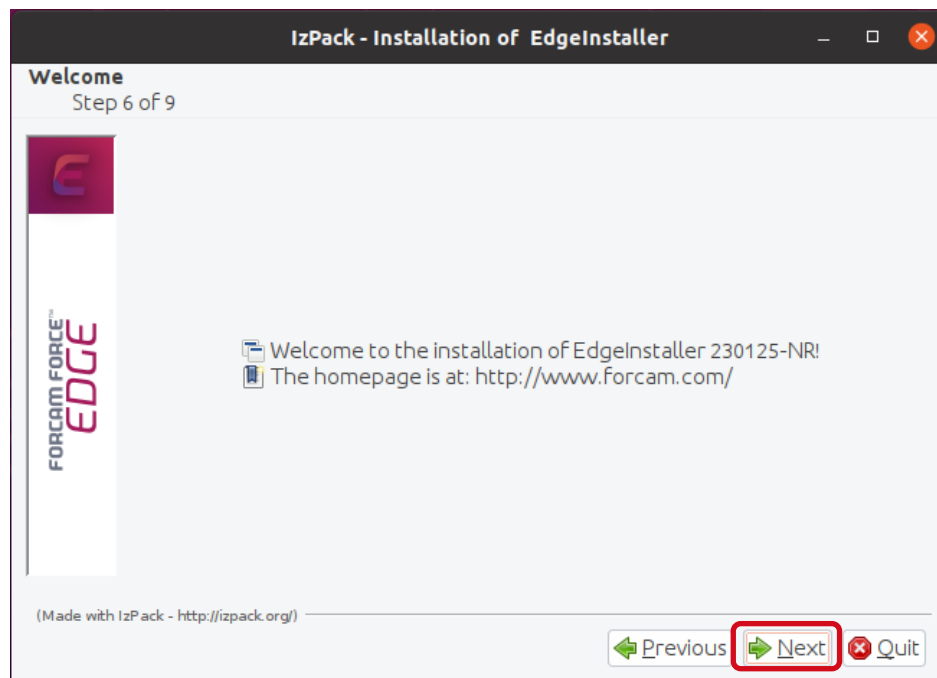 IzPack - Installation of EdgeInstaller
Welcome
Step 6 of 9
E
FORCAM FORCE™
EDGE
Welcome to the installation of EdgeInstaller 230125-NR!
The homepage is at: http://www.forcam.com/
(Made with IzPack - http://izpack.org/)
Previous Next Quit